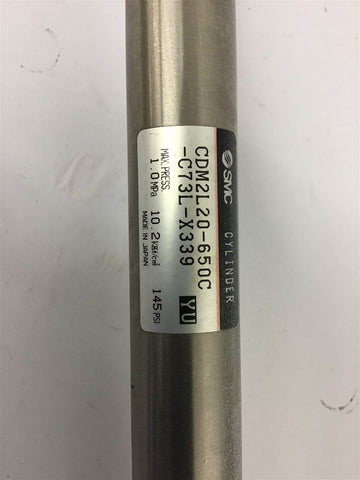 SMC CYLINDER
CDM2L20-650C
-C73L-X339 YU
MAX.PRESS.
1.0MPa 10.2kgf/cm² 145PSI
MADE IN JAPAN